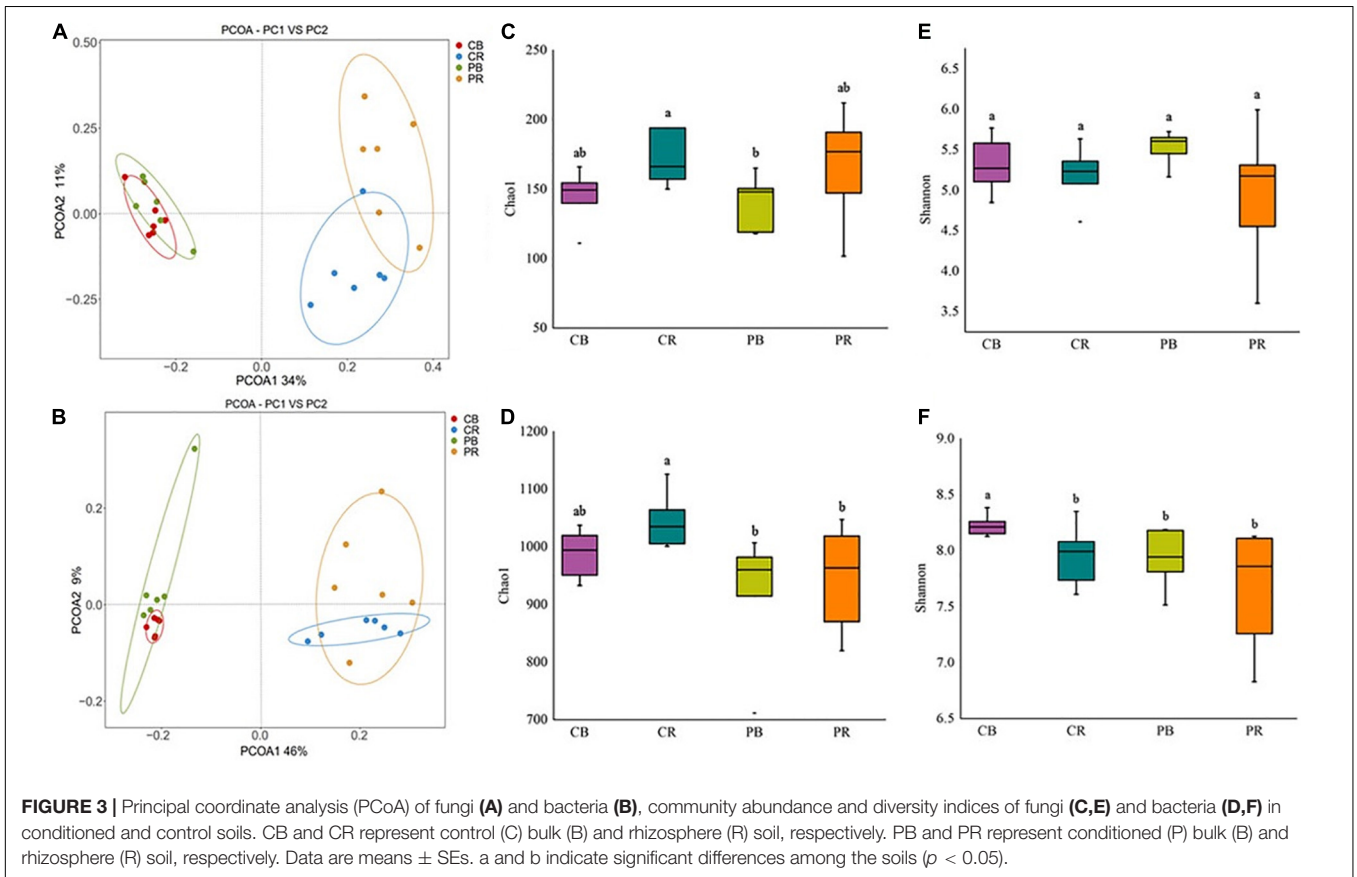 A
PCOA - PC1 VS PC2
CB
CR
PB
PR
0.50
0.25
0.00
−0.25
PCOA2 11%
−0.2
0.0
0.2
0.4
PCOA1 34%
C
250
200
150
100
50
Chao1
ab
a
b
ab
CB
CR
PB
PR
E
6.5
6.0
5.5
5.0
4.5
4.0
3.5
Shannon
a
a
a
a
CB
CR
PB
PR
B
PCOA - PC1 VS PC2
CB
CR
PB
PR
0.2
0.0
−0.2
PCOA2 9%
−0.2
0.0
0.2
PCOA1 46%
D
1200
1100
1000
900
800
700
Chao1
ab
a
b
b
CB
CR
PB
PR
F
9.0
8.5
8.0
7.5
7.0
6.5
Shannon
a
b
b
b
CB
CR
PB
PR
FIGURE 3 | Principal coordinate analysis (PCoA) of fungi (A) and bacteria (B), community abundance and diversity indices of fungi (C,E) and bacteria (D,F) in
conditioned and control soils. CB and CR represent control (C) bulk (B) and rhizosphere (R) soil, respectively. PB and PR represent conditioned (P) bulk (B) and
rhizosphere (R) soil, respectively. Data are means ± SEs. a and b indicate significant differences among the soils (p < 0.05).